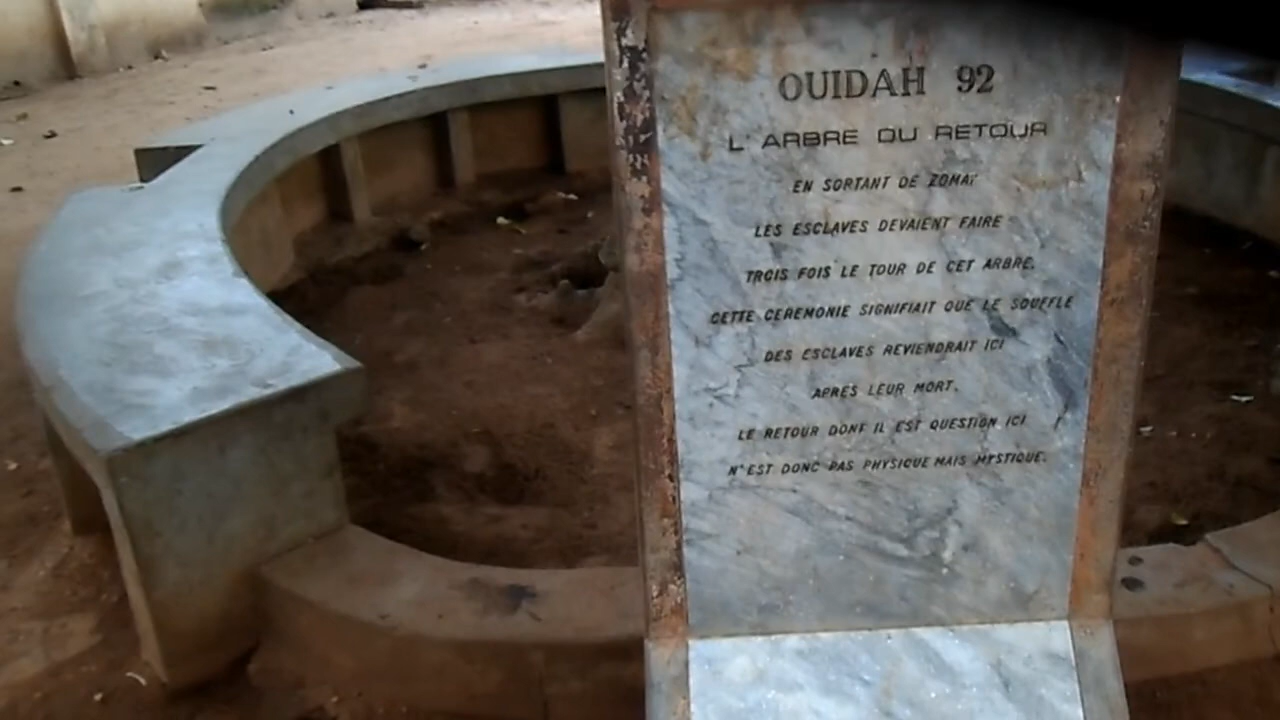 OUIDAH 92
L'ARBRE DU RETOUR
EN SORTANT DE ZOMAÏ
LES ESCLAVES DEVAIENT FAIRE
TROIS FOIS LE TOUR DE CET ARBRE.
CETTE CEREMONIE SIGNIFIAIT QUE LE SOUFFLE
DES ESCLAVES REVIENDRAIT ICI
APRES LEUR MORT.
LE RETOUR DONT IL EST QUESTION ICI
N'EST DONC PAS PHYSIQUE MAIS MYSTIQUE.